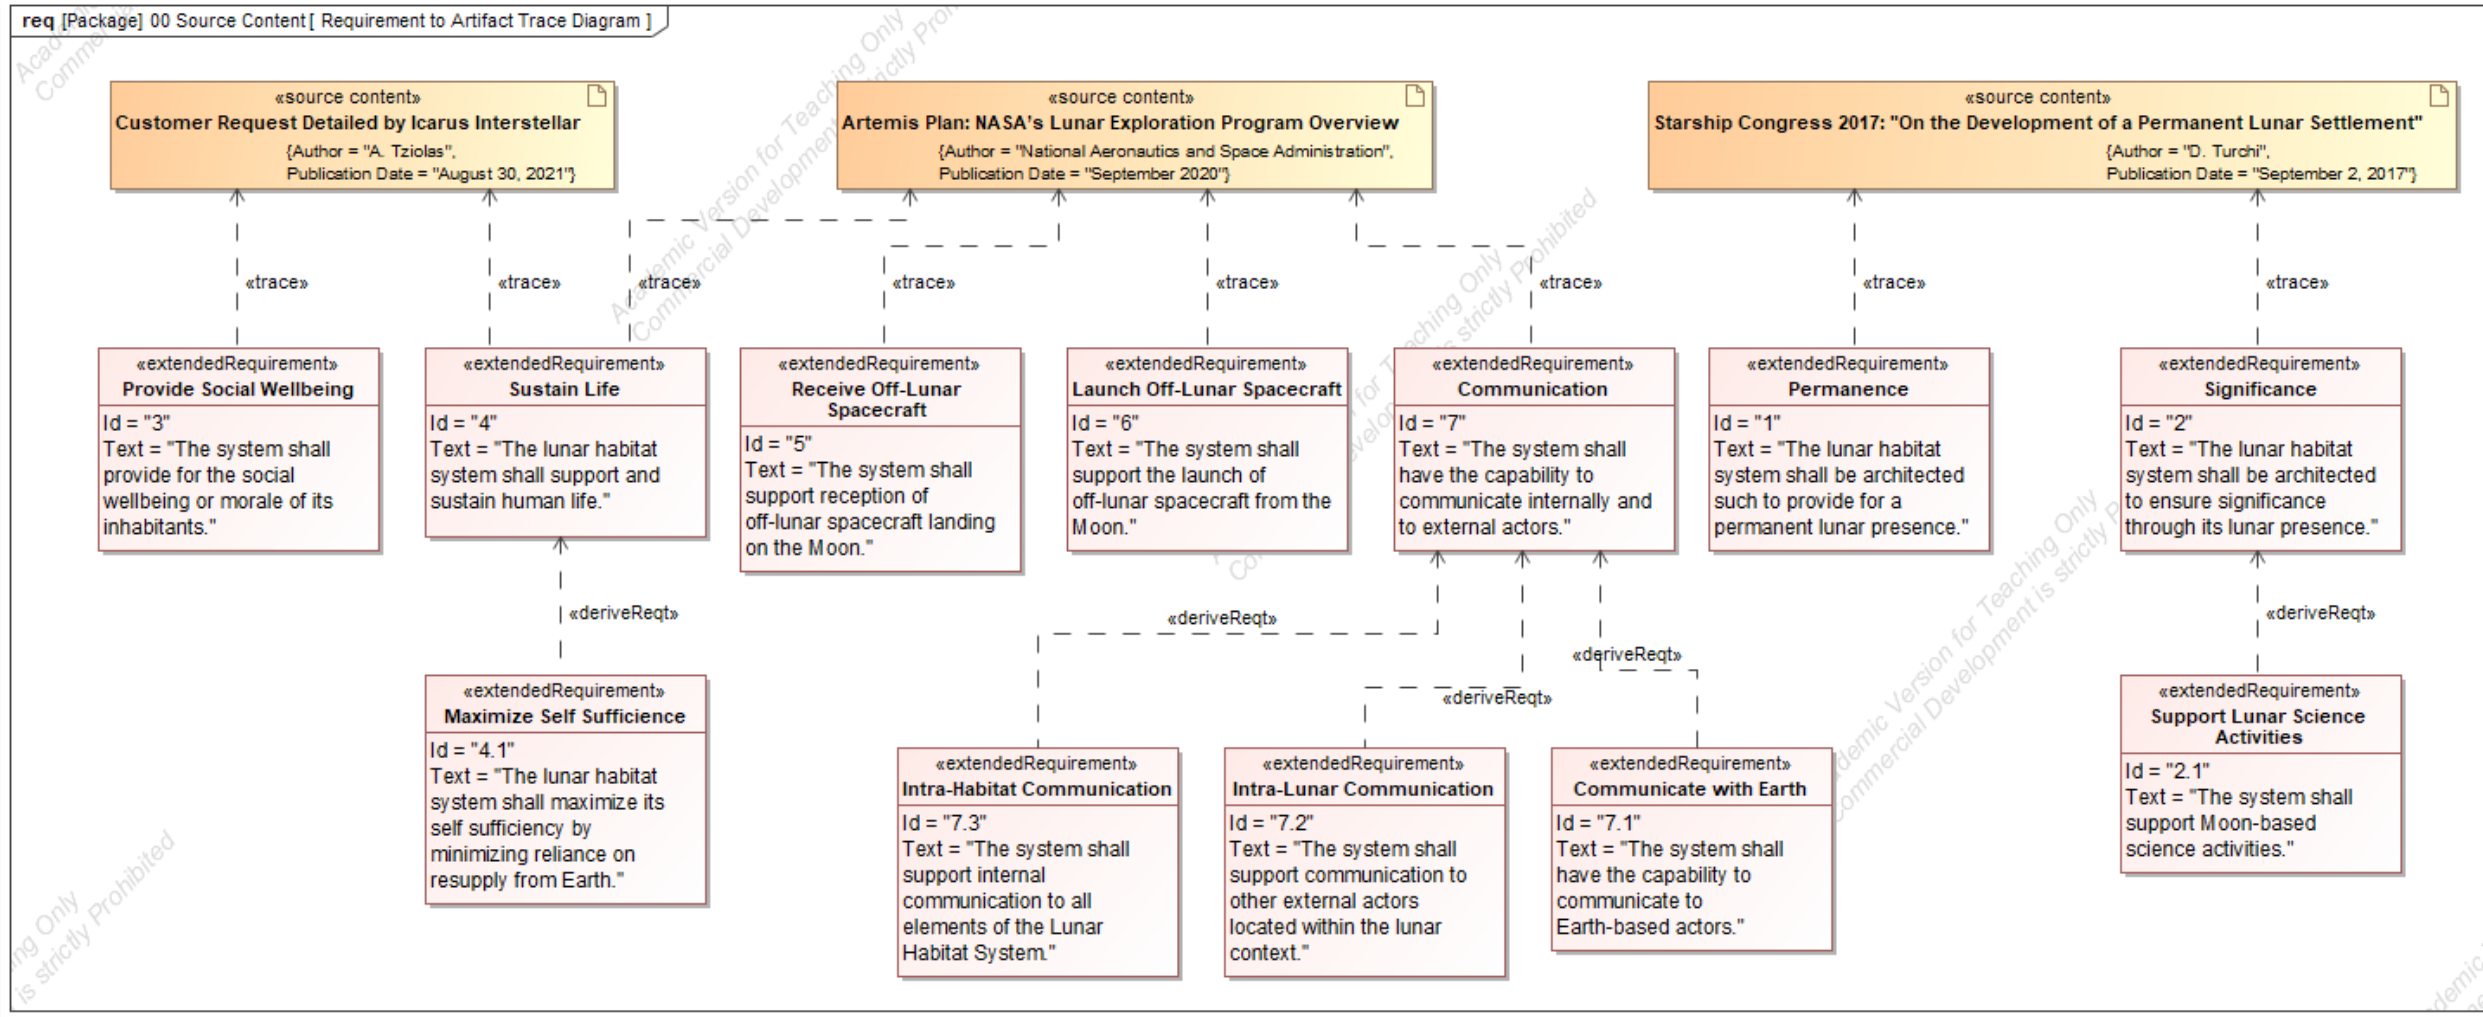 req [Package] 00 Source Content [ Requirement to Artifact Trace Diagram ]
«source content»
Customer Request Detailed by Icarus Interstellar
{Author = "A. Tziolas",
Publication Date = "August 30, 2021"}
«source content»
Artemis Plan: NASA's Lunar Exploration Program Overview
{Author = "National Aeronautics and Space Administration",
Publication Date = "September 2020"}
«source content»
Starship Congress 2017: "On the Development of a Permanent Lunar Settlement"
{Author = "D. Turchi",
Publication Date = "September 2, 2017"}
«trace»
«trace»
«trace»
«trace»
«trace»
«trace»
«trace»
«trace»
«extendedRequirement»
Provide Social Wellbeing
Id = "3"
Text = "The system shall
provide for the social
wellbeing or morale of its
inhabitants."
«extendedRequirement»
Sustain Life
Id = "4"
Text = "The lunar habitat
system shall support and
sustain human life."
«extendedRequirement»
Receive Off-Lunar
Spacecraft
Id = "5"
Text = "The system shall
support reception of
off-lunar spacecraft landing
on the Moon."
«extendedRequirement»
Launch Off-Lunar Spacecraft
Id = "6"
Text = "The system shall
support the launch of
off-lunar spacecraft from the
Moon."
«extendedRequirement»
Communication
Id = "7"
Text = "The system shall
have the capability to
communicate internally and
to external actors."
«extendedRequirement»
Permanence
Id = "1"
Text = "The lunar habitat
system shall be architected
such to provide for a
permanent lunar presence."
«extendedRequirement»
Significance
Id = "2"
Text = "The lunar habitat
system shall be architected
to ensure significance
through its lunar presence."
«deriveReqt»
«deriveReqt»
«deriveReqt»
«deriveReqt»
«deriveReqt»
«extendedRequirement»
Maximize Self Sufficience
Id = "4.1"
Text = "The lunar habitat
system shall maximize its
self sufficiency by
minimizing reliance on
resupply from Earth."
«extendedRequirement»
Intra-Habitat Communication
Id = "7.3"
Text = "The system shall
support internal
communication to all
elements of the Lunar
Habitat System."
«extendedRequirement»
Intra-Lunar Communication
Id = "7.2"
Text = "The system shall
support communication to
other external actors
located within the lunar
context."
«extendedRequirement»
Communicate with Earth
Id = "7.1"
Text = "The system shall
have the capability to
communicate to
Earth-based actors."
«extendedRequirement»
Support Lunar Science
Activities
Id = "2.1"
Text = "The system shall
support Moon-based
science activities."
Academic Version for Teaching Only
Commercial Development is strictly Prohibited